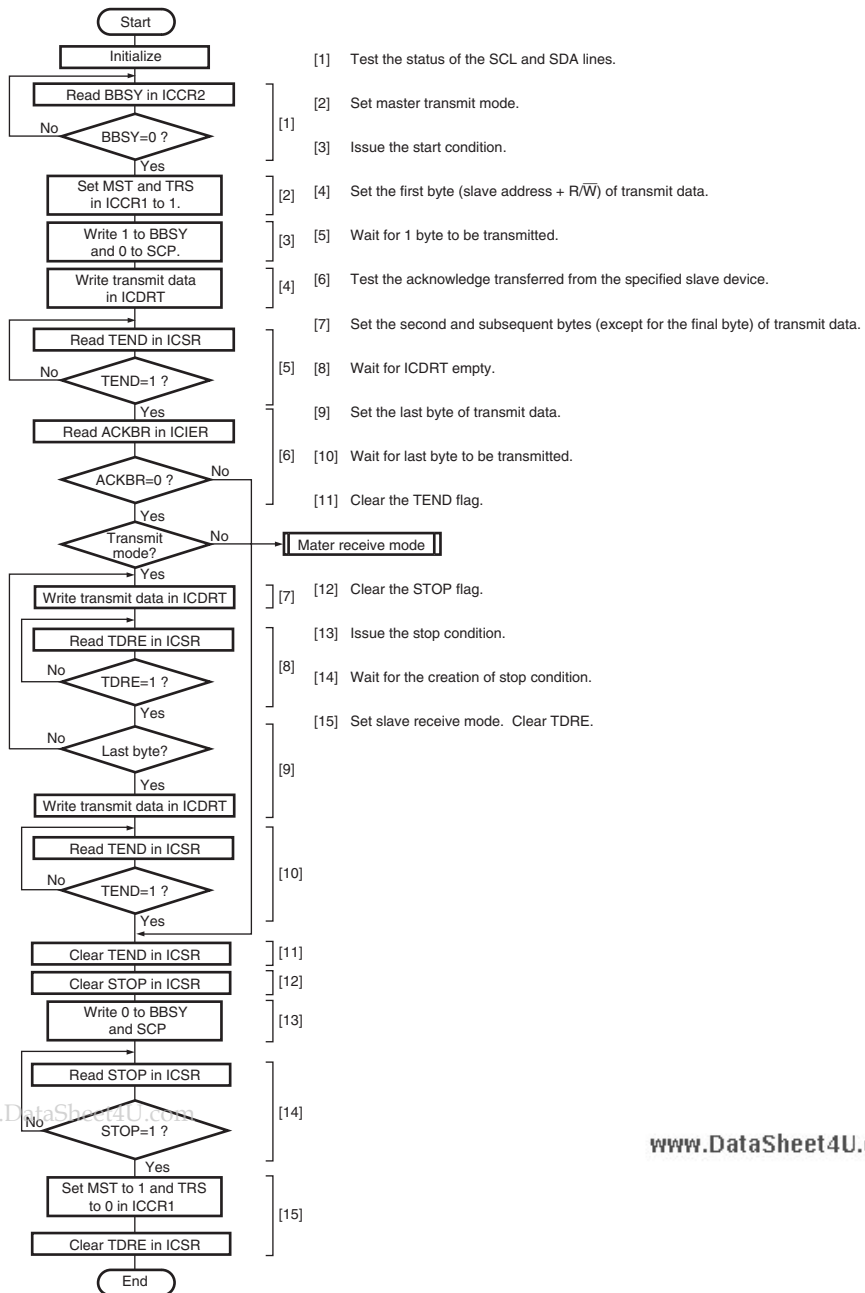 Start
Initialize
Read BBSY in ICCR2
No
BBSY=0 ?
[1]
Yes
Set MST and TRS
in ICCR1 to 1.
[2]
Write 1 to BBSY
and 0 to SCP.
[3]
Write transmit data
in ICDRT
[4]
Read TEND in ICSR
No
TEND=1 ?
[5]
Yes
Read ACKBR in ICIER
[6]
ACKBR=0 ?
No
Yes
Transmit
mode?
No
Mater receive mode
Yes
Write transmit data in ICDRT
[7]
Read TDRE in ICSR
No
TDRE=1 ?
[8]
Yes
No
Last byte?
[9]
Yes
Write transmit data in ICDRT
Read TEND in ICSR
No
TEND=1 ?
[10]
Yes
Clear TEND in ICSR
[11]
Clear STOP in ICSR
[12]
Write 0 to BBSY
and SCP
[13]
Read STOP in ICSR
No
STOP=1 ?
[14]
Yes
Set MST to 1 and TRS
to 0 in ICCR1
[15]
Clear TDRE in ICSR
End
[1] Test the status of the SCL and SDA lines.
[2] Set master transmit mode.
[3] Issue the start condition.
[4] Set the first byte (slave address + R/W̅) of transmit data.
[5] Wait for 1 byte to be transmitted.
[6] Test the acknowledge transferred from the specified slave device.
[7] Set the second and subsequent bytes (except for the final byte) of transmit data.
[8] Wait for ICDRT empty.
[9] Set the last byte of transmit data.
[10] Wait for last byte to be transmitted.
[11] Clear the TEND flag.
[12] Clear the STOP flag.
[13] Issue the stop condition.
[14] Wait for the creation of stop condition.
[15] Set slave receive mode. Clear TDRE.
.DataSheet4U.com
www.DataSheet4U.